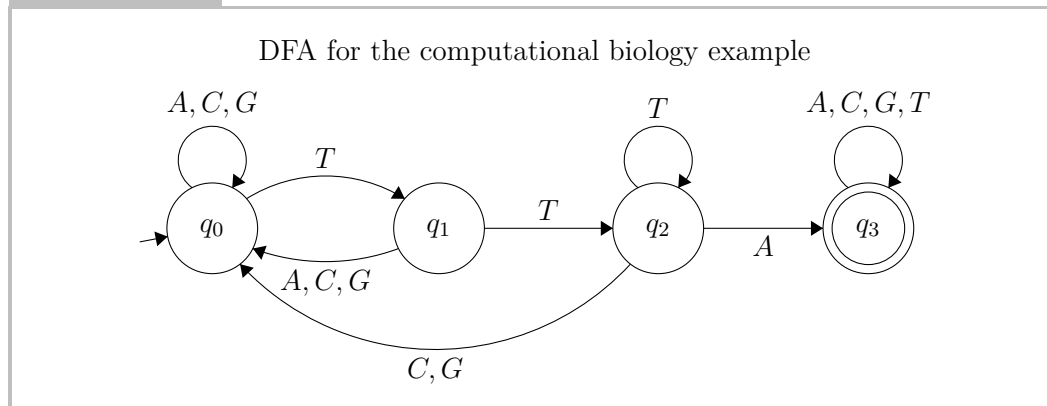 DFA for the computational biology example
A, C, G
T
A, C, G, T
T
q0
q1
T
q2
A
q3
A, C, G
C, G